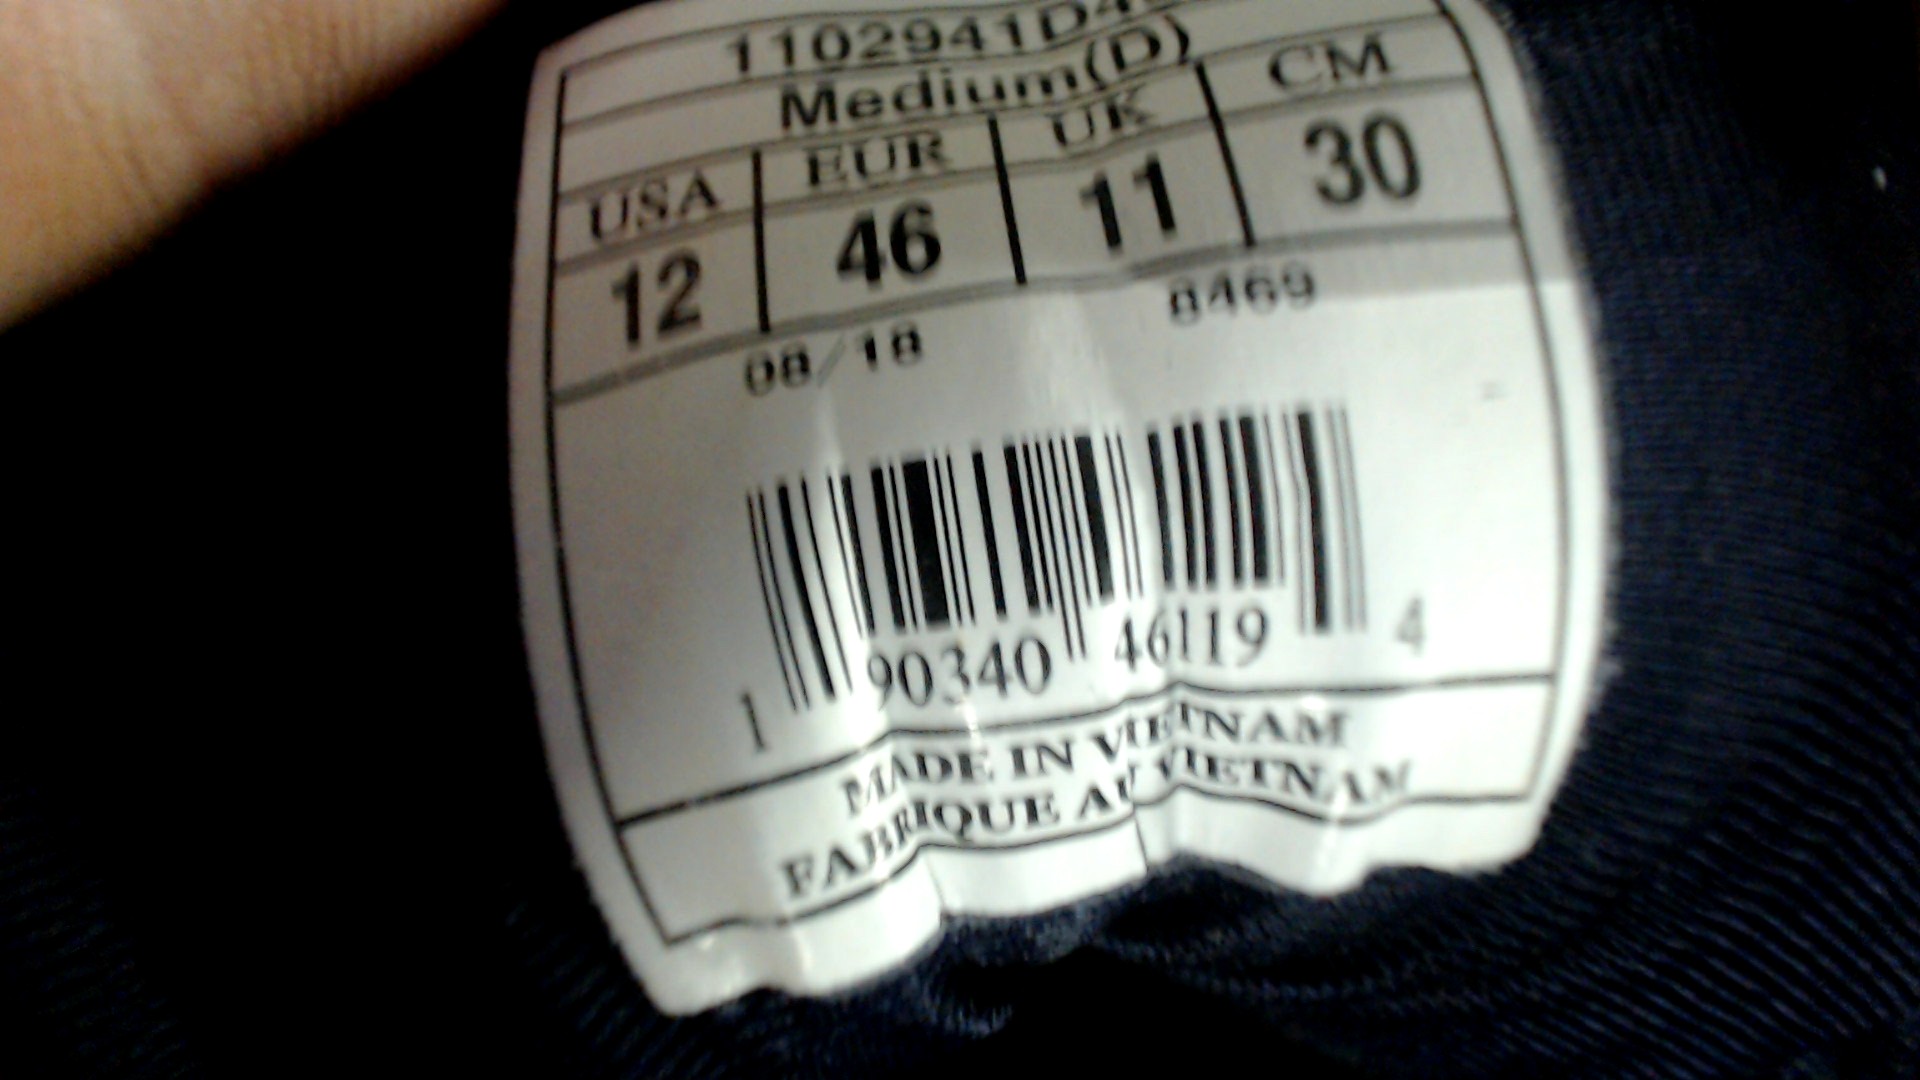 1102941D4
Medium(D)
USA EUR UK CM
12 46 11 30
08/18 8469
1 90340 46119 4
MADE IN VIETNAM
FABRIQUE AU VIETNAM